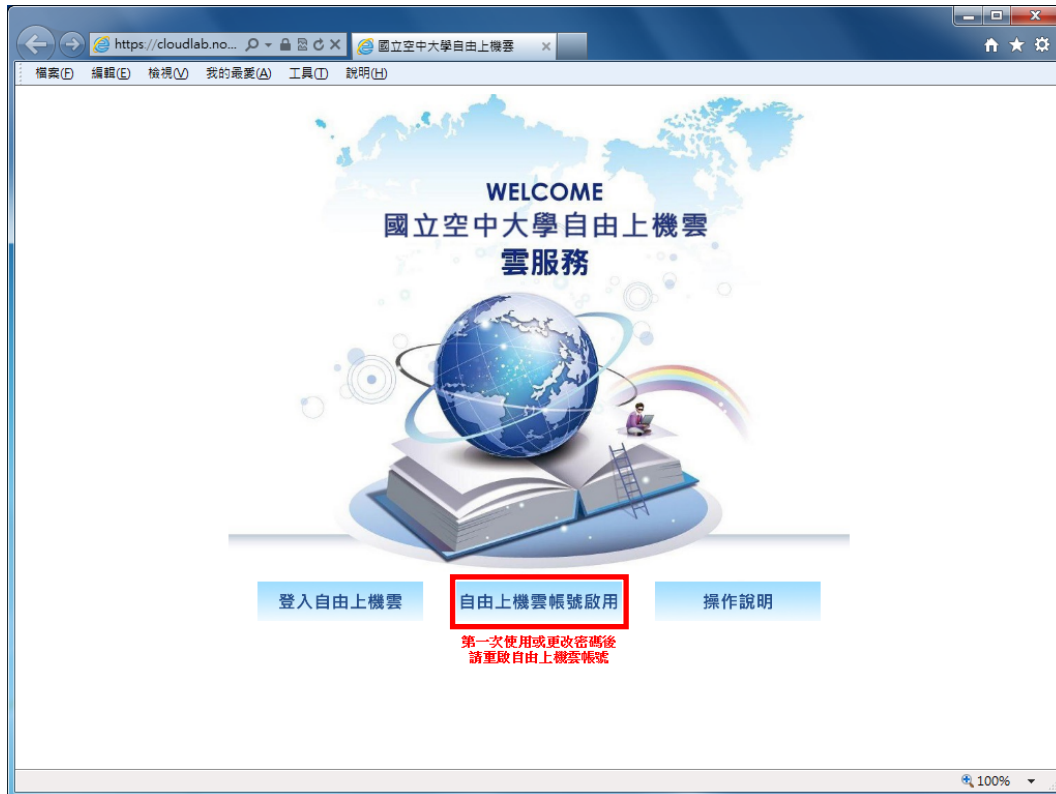 https://cloudlab.no...
國立空中大學自由上機雲
檔案(F) 編輯(E) 檢視(V) 我的最愛(A) 工具(T) 說明(H)
WELCOME
國立空中大學自由上機雲
雲服務
登入自由上機雲
自由上機雲帳號啟用
操作說明
第一次使用或更改密碼後
請重啟自由上機雲帳號
100%